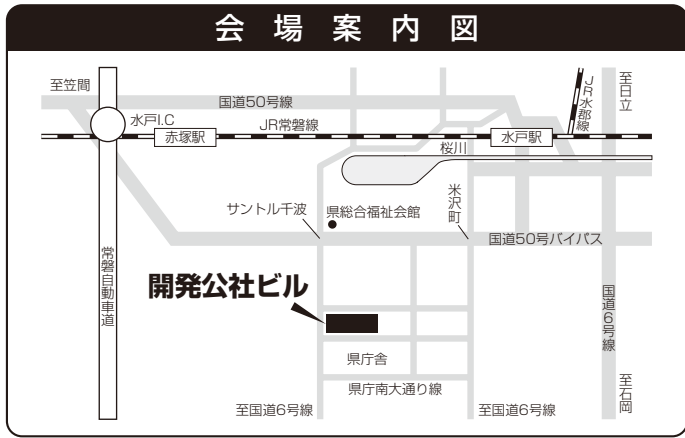 会場案内図
至笠間
国道50号線
至日立
JR水郡線
水戸I.C
赤塚駅
JR常磐線
水戸駅
桜川
サントル千波
県総合福祉会館
米沢町
国道50号バイパス
常磐自動車道
開発公社ビル
国道6号線
県庁舎
県庁南大通り線
至石岡
至国道6号線
至国道6号線